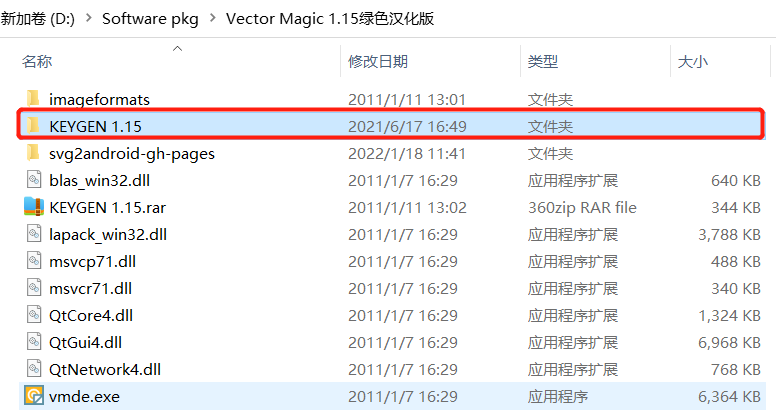 新加卷 (D:) > Software pkg > Vector Magic 1.15绿色汉化版
名称 修改日期 类型 大小
imageformats 2011/1/11 13:01 文件夹
KEYGEN 1.15 2021/6/17 16:49 文件夹
svg2android-gh-pages 2022/1/18 11:41 文件夹
blas_win32.dll 2011/1/7 16:29 应用程序扩展 640 KB
KEYGEN 1.15.rar 2011/1/11 13:02 360zip RAR file 344 KB
lapack_win32.dll 2011/1/7 16:29 应用程序扩展 3,788 KB
msvcp71.dll 2011/1/7 16:29 应用程序扩展 488 KB
msvcr71.dll 2011/1/7 16:29 应用程序扩展 340 KB
QtCore4.dll 2011/1/7 16:29 应用程序扩展 1,324 KB
QtGui4.dll 2011/1/7 16:29 应用程序扩展 6,968 KB
QtNetwork4.dll 2011/1/7 16:29 应用程序扩展 768 KB
vmde.exe 2011/1/7 16:29 应用程序 6,364 KB